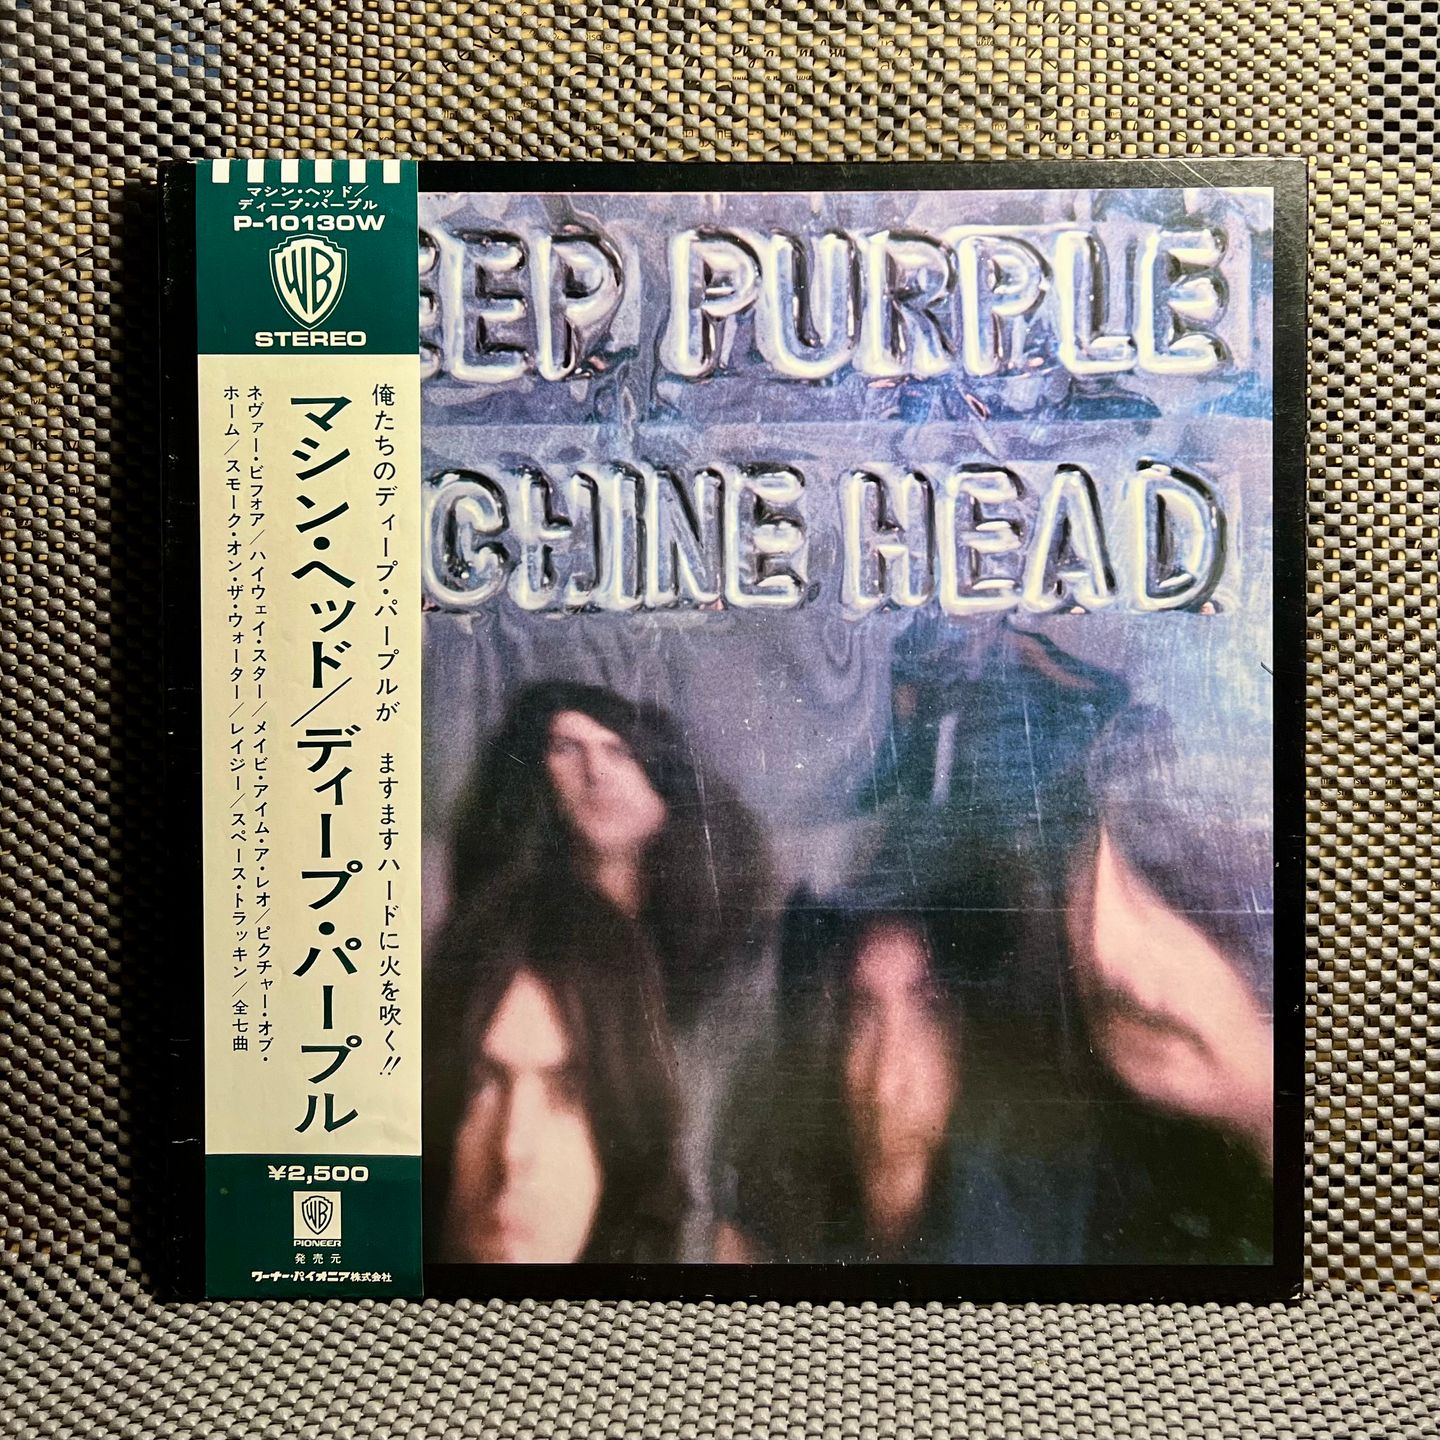 マシン・ヘッド/
ディープ・パープル
P-10130W
WB
STEREO
俺たちのディープ・パープルが ますますハードに火を吹く!!
マシン・ヘッド/ディープ・パープル
ネヴァー・ビフォア/ハイウェイ・スター/メイビ・アイム・ア・レオ/ピクチャー・オブ・
ホーム/スモーク・オン・ザ・ウォーター/レイジー/スペース・トラッキン/全七曲
¥2,500
WB
PIONEER
発売元
ワーナー・パイオニア株式会社
EEP PURPLE
CHINE HEAD